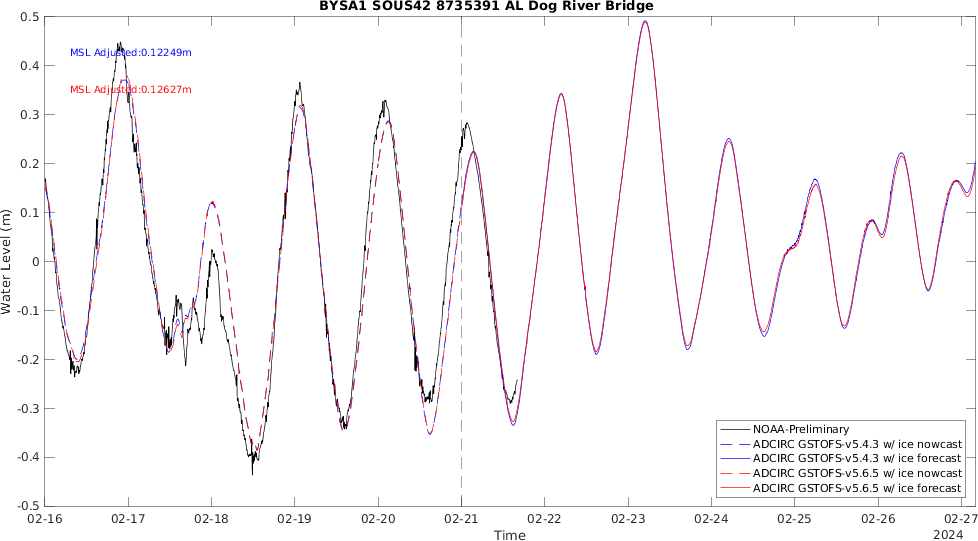 BYSA1 SOUS42 8735391 AL Dog River Bridge
0.5
0.4
0.3
0.2
0.1
0
-0.1
-0.2
-0.3
-0.4
-0.5
Water Level (m)
MSL Adjusted:0.12249m
MSL Adjusted:0.12627m
NOAA-Preliminary
ADCIRC GSTOFS-v5.4.3 w/ ice nowcast
ADCIRC GSTOFS-v5.4.3 w/ ice forecast
ADCIRC GSTOFS-v5.6.5 w/ ice nowcast
ADCIRC GSTOFS-v5.6.5 w/ ice forecast
02-16 02-17 02-18 02-19 02-20 02-21 02-22 02-23 02-24 02-25 02-26 02-27
Time
2024